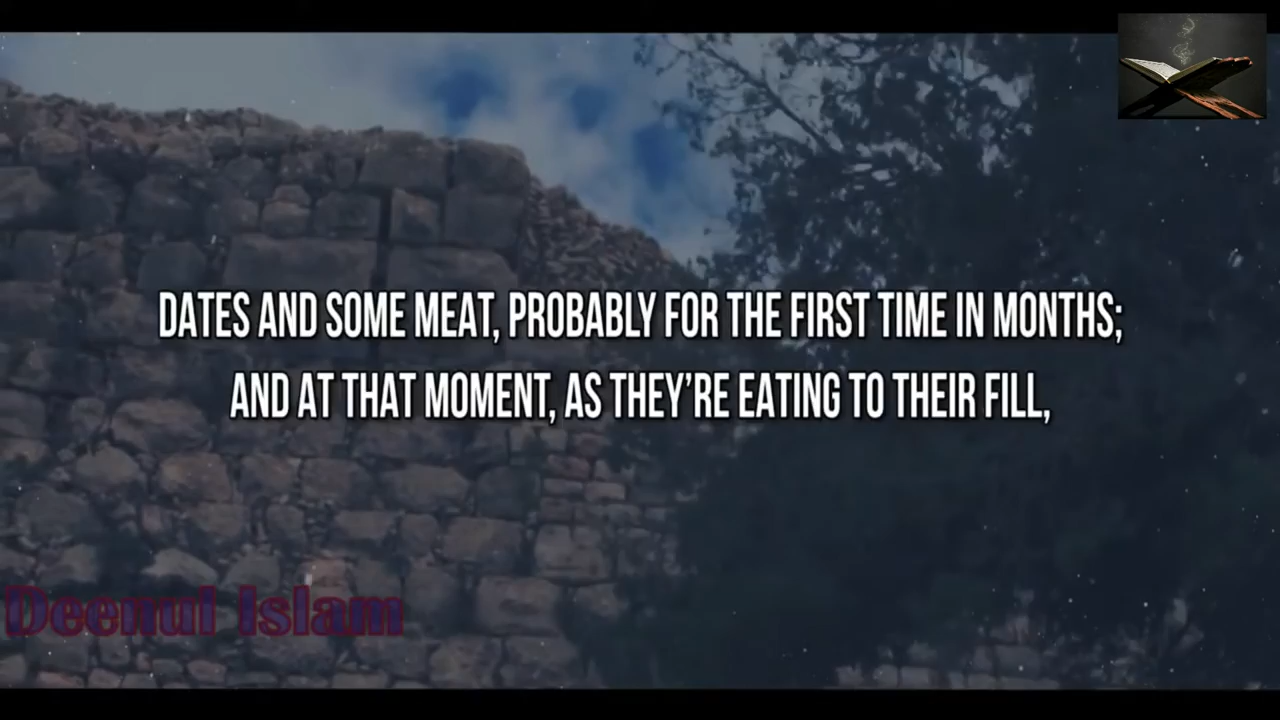 DATES AND SOME MEAT, PROBABLY FOR THE FIRST TIME IN MONTHS;
AND AT THAT MOMENT, AS THEY'RE EATING TO THEIR FILL,
Deenul Islam